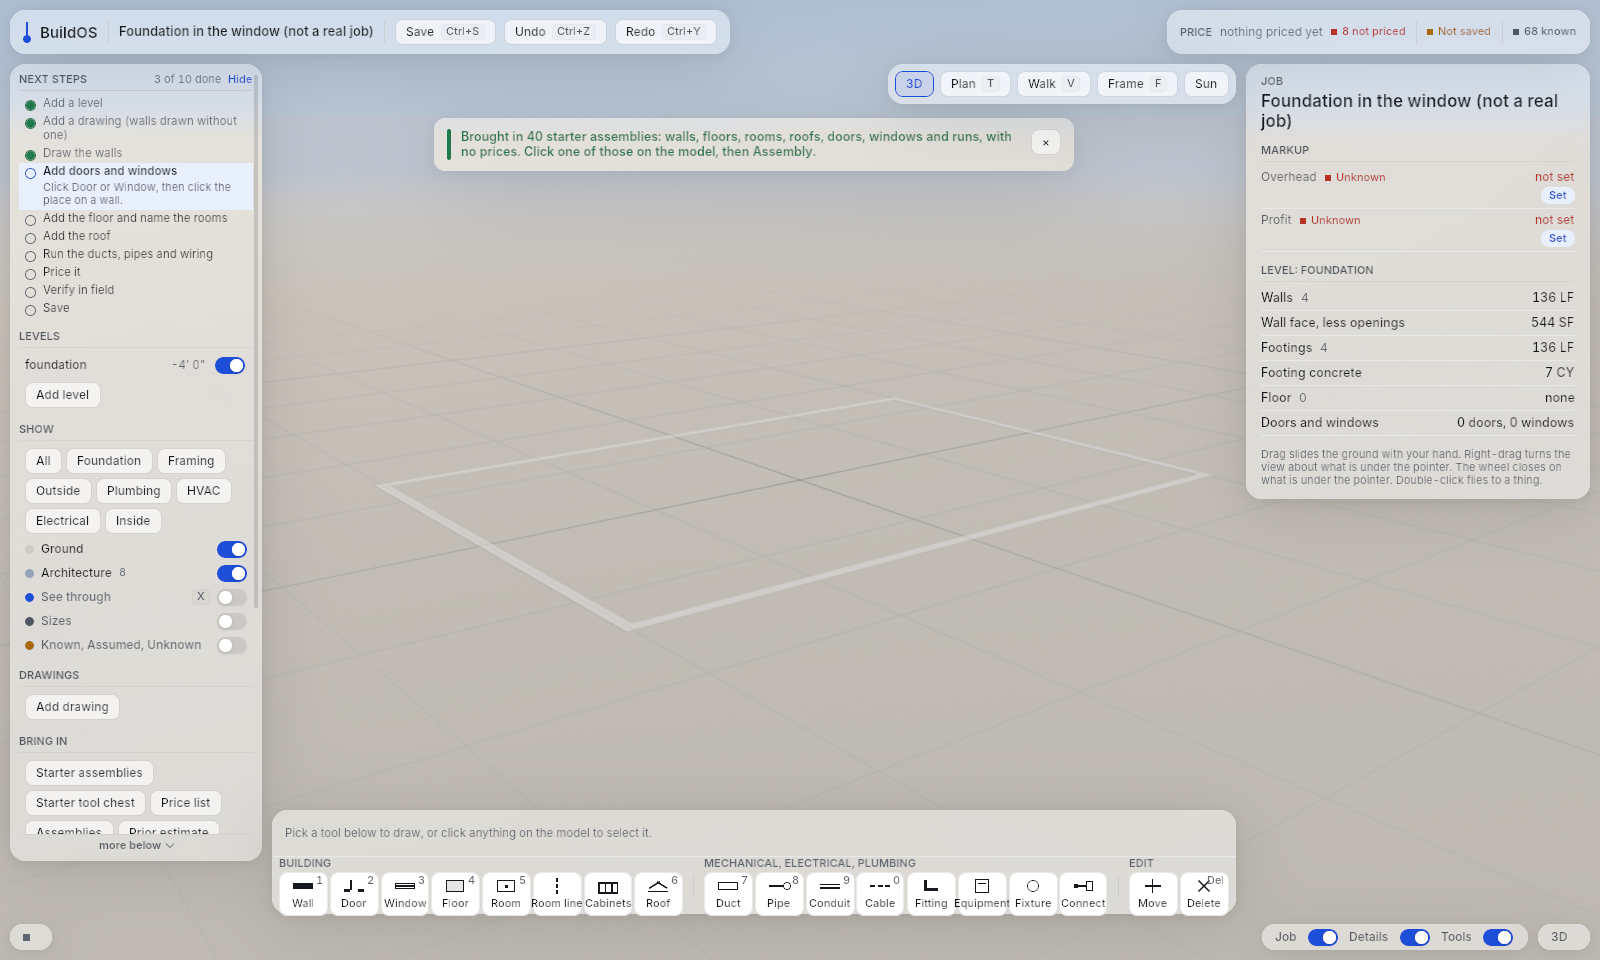 BuildOS
Foundation in the window (not a real job)
Save Ctrl+S
Undo Ctrl+Z
Redo Ctrl+Y
PRICE nothing priced yet 8 not priced Not saved 68 known
NEXT STEPS 3 of 10 done Hide
Add a level
Add a drawing (walls drawn without
one)
Draw the walls
Add doors and windows
Click Door or Window, then click the
place on a wall.
Add the floor and name the rooms
Add the roof
Run the ducts, pipes and wiring
Price it
Verify in field
Save
LEVELS
foundation -4' 0"
Add level
SHOW
All Foundation Framing
Outside Plumbing HVAC
Electrical Inside
Ground
Architecture 8
See through X
Sizes
Known, Assumed, Unknown
DRAWINGS
Add drawing
BRING IN
Starter assemblies
Starter tool chest Price list
Assemblies Prior estimate
more below
3D Plan T Walk V Frame F Sun
Brought in 40 starter assemblies: walls, floors, rooms, roofs, doors, windows and runs, with
no prices. Click one of those on the model, then Assembly.
×
JOB
Foundation in the window (not a real
job)
MARKUP
Overhead Unknown not set
Set
Profit Unknown not set
Set
LEVEL: FOUNDATION
Walls 4 136 LF
Wall face, less openings 544 SF
Footings 4 136 LF
Footing concrete 7 CY
Floor 0 none
Doors and windows 0 doors, 0 windows
Drag slides the ground with your hand. Right-drag turns the
view about what is under the pointer. The wheel closes on
what is under the pointer. Double-click flies to a thing.
Pick a tool below to draw, or click anything on the model to select it.
BUILDING
1 Wall
2 Door
3 Window
4 Floor
5 Room
Room line
Cabinets
6 Roof
MECHANICAL, ELECTRICAL, PLUMBING
7 Duct
8 Pipe
9 Conduit
0 Cable
Fitting
Equipment
Fixture
Connect
EDIT
Move
Del Delete
Job Details Tools 3D